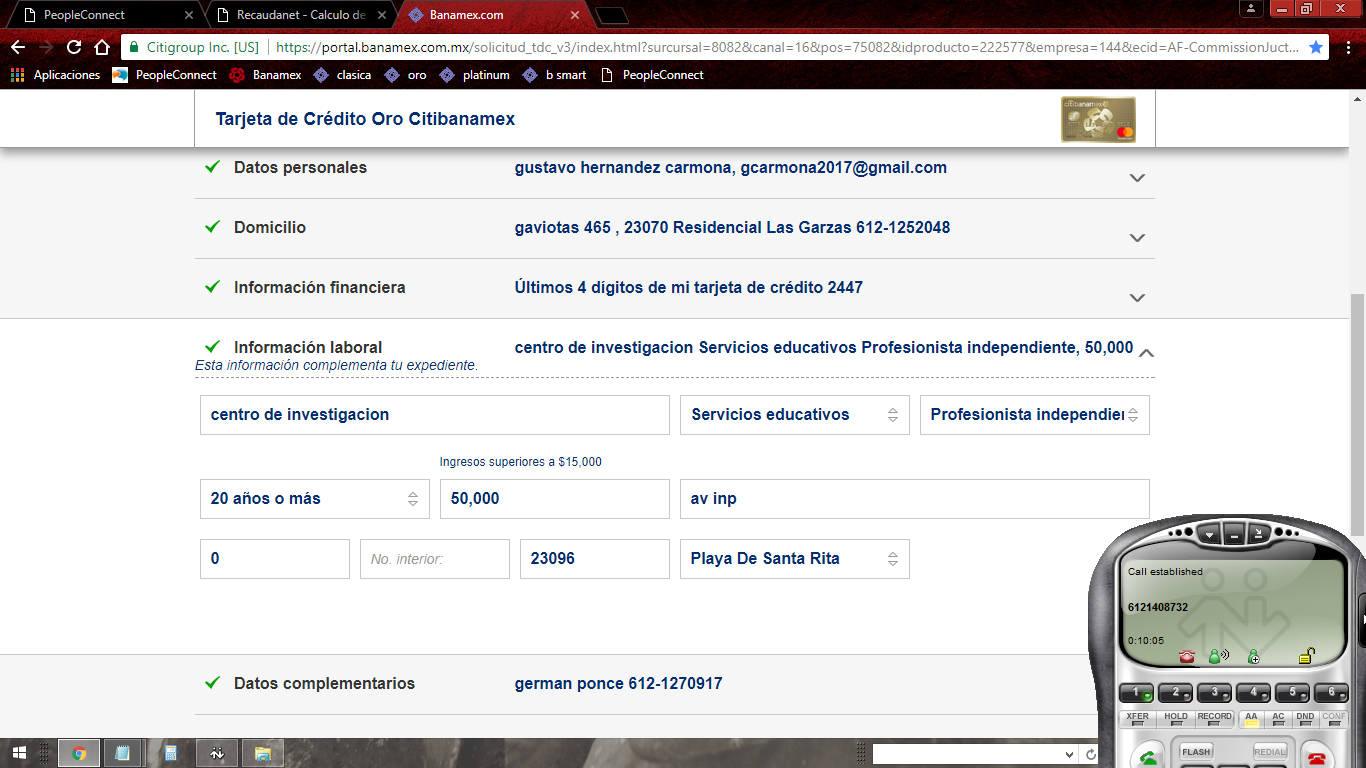 PeopleConnect
Recaudanet - Calculo de
Banamex.com
Citigroup Inc. [US] https://portal.banamex.com.mx/solicitud_tdc_v3/index.html?surcursal=8082&canal=16&pos=75082&idproducto=222577&empresa=144&ecid=AF-CommissionJuct...
Aplicaciones PeopleConnect Banamex clasica oro platinum b smart PeopleConnect
Tarjeta de Crédito Oro Citibanamex
citibanamex
Datos personales gustavo hernandez carmona, gcarmona2017@gmail.com
Domicilio gaviotas 465 , 23070 Residencial Las Garzas 612-1252048
Información financiera Últimos 4 dígitos de mi tarjeta de crédito 2447
Información laboral centro de investigacion Servicios educativos Profesionista independiente, 50,000
Esta información complementa tu expediente.
centro de investigacion Servicios educativos Profesionista independier
Ingresos superiores a $15,000
20 años o más 50,000 av inp
0 No. interior: 23096 Playa De Santa Rita
Datos complementarios german ponce 612-1270917
Call established
6121408732
0:10:05
1 2 3 4 5 6
XFER HOLD RECORD AA AC DND CONF
FLASH REDIAL